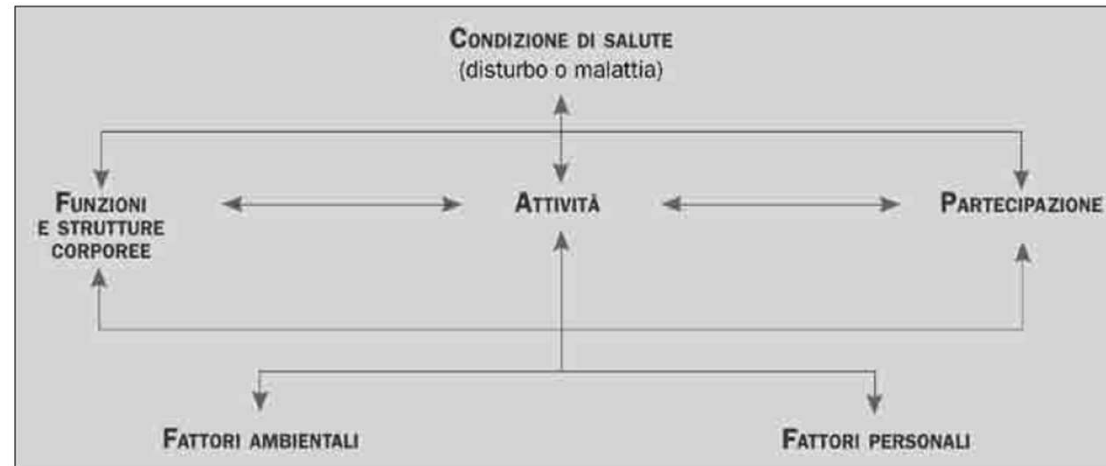 CONDIZIONE DI SALUTE
(disturbo o malattia)
FUNZIONI
E STRUTTURE
CORPOREE
ATTIVITÀ
PARTECIPAZIONE
FATTORI AMBIENTALI
FATTORI PERSONALI